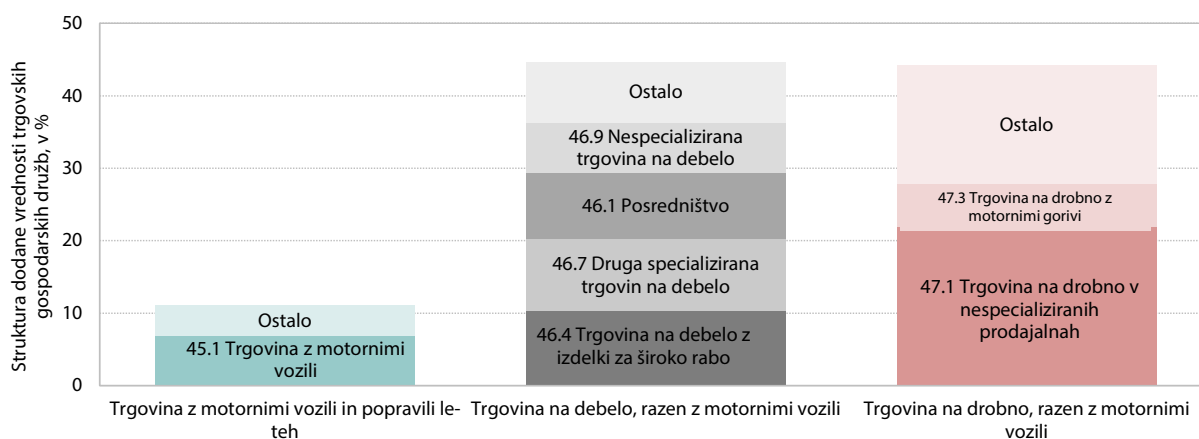 Struktura dodane vrednosti trgovskih
gospodarskih družb, v %
50
40
30
20
10
0
Ostalo
45.1 Trgovina z motornimi
vozili
Ostalo
46.9 Nespecializirana
trgovina na debelo
46.1 Posredništvo
46.7 Druga specializirana
trgovin na debelo
46.4 Trgovina na debelo z
izdelki za široko rabo
Ostalo
47.3 Trgovina na drobno z
motornimi gorivi
47.1 Trgovina na drobno v
nespecializiranih
prodajalnah
Trgovina z motornimi vozili in popravili le-
teh
Trgovina na debelo, razen z motornimi vozili
Trgovina na drobno, razen z motornimi
vozili